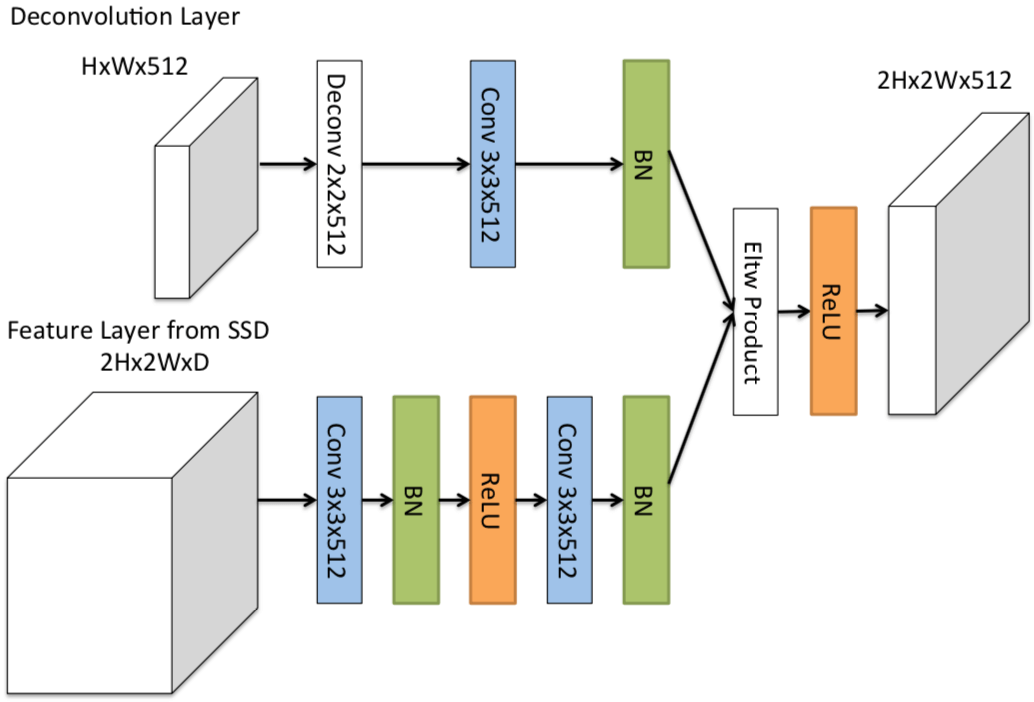 Deconvolution Layer
HxWx512
Deconv 2x2x512
Conv 3x3x512
BN
2Hx2Wx512
Eltw Product
ReLU
Feature Layer from SSD
2Hx2WxD
Conv 3x3x512
BN
ReLU
Conv 3x3x512
BN